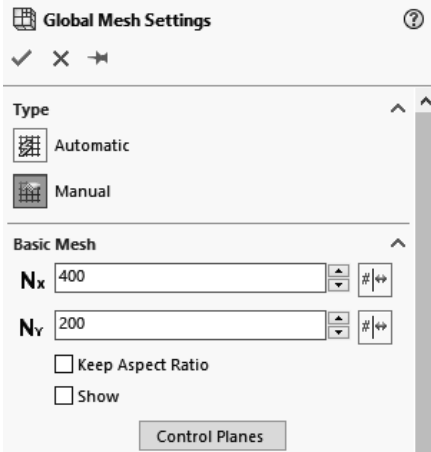 Global Mesh Settings
Type
Automatic
Manual
Basic Mesh
Nx 400
NY 200
Keep Aspect Ratio
Show
Control Planes